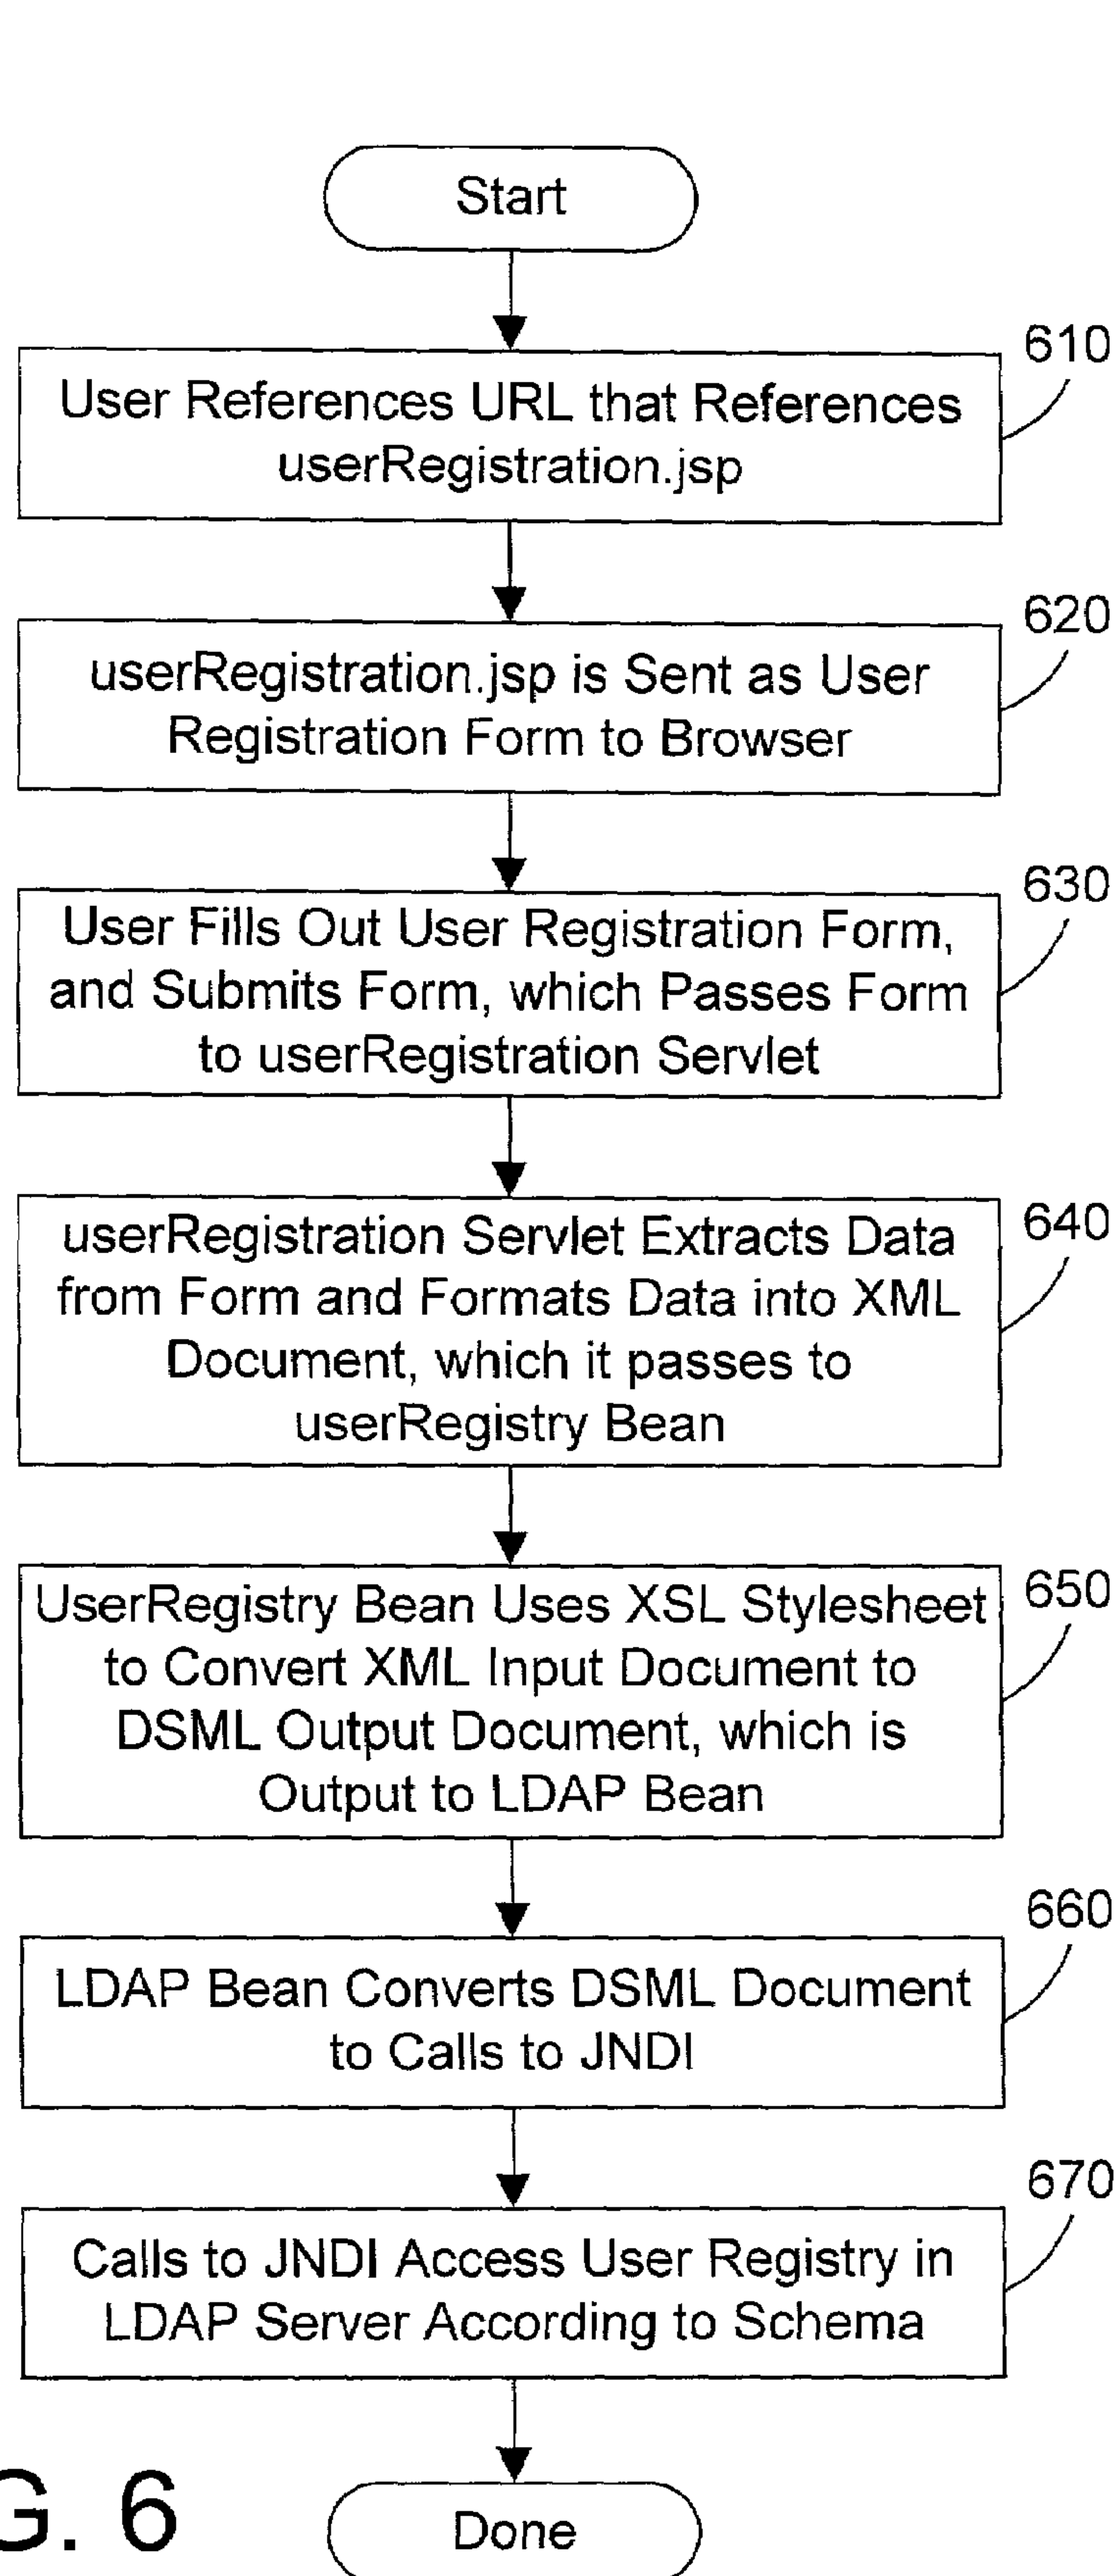 Start
610
User References URL that References
userRegistration.jsp
620
userRegistration.jsp is Sent as User
Registration Form to Browser
630
User Fills Out User Registration Form,
and Submits Form, which Passes Form
to userRegistration Servlet
640
userRegistration Servlet Extracts Data
from Form and Formats Data into XML
Document, which it passes to
userRegistry Bean
650
UserRegistry Bean Uses XSL Stylesheet
to Convert XML Input Document to
DSML Output Document, which is
Output to LDAP Bean
660
LDAP Bean Converts DSML Document
to Calls to JNDI
670
Calls to JNDI Access User Registry in
LDAP Server According to Schema
G. 6
Done